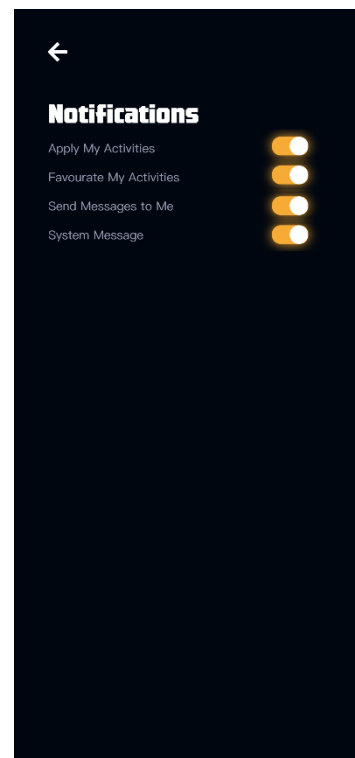 Notifications
Apply My Activities
Favourate My Activities
Send Messages to Me
System Message